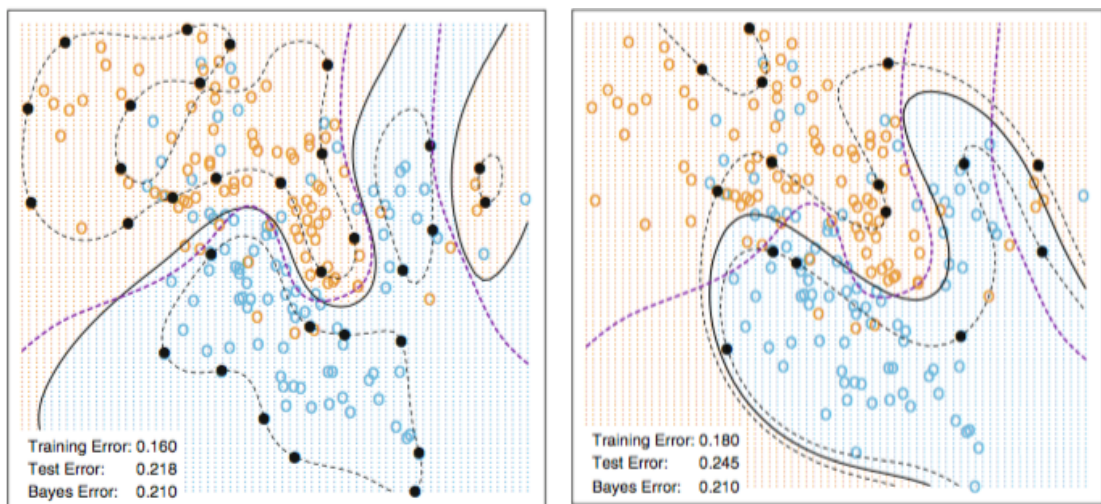 Training Error: 0.160
Test Error: 0.218
Bayes Error: 0.210
Training Error: 0.180
Test Error: 0.245
Bayes Error: 0.210